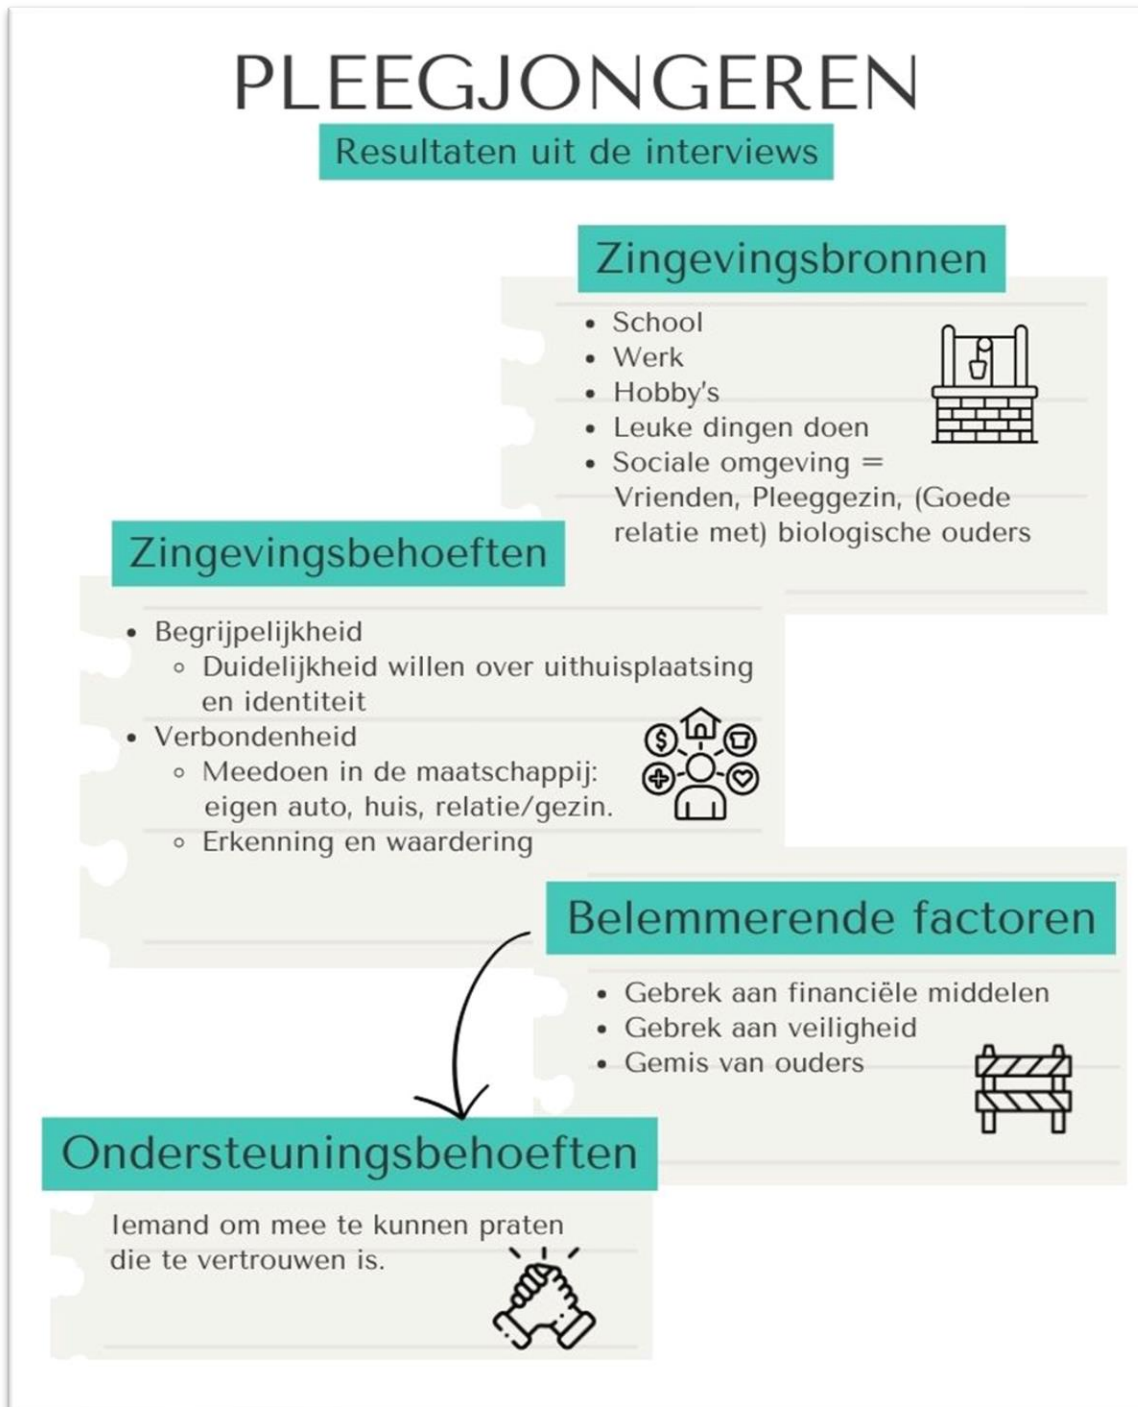 PLEEGJONGEREN
Resultaten uit de interviews
Zingevingsbronnen
• School
• Werk
• Hobby's
• Leuke dingen doen
• Sociale omgeving =
Vrienden, Pleeggezin, (Goede
relatie met) biologische ouders
Zingevingsbehoeften
• Begrijpelijkheid
◦ Duidelijkheid willen over uithuisplaatsing
en identiteit
• Verbondenheid
◦ Meedoen in de maatschappij:
eigen auto, huis, relatie/gezin.
◦ Erkenning en waardering
Belemmerende factoren
• Gebrek aan financiële middelen
• Gebrek aan veiligheid
• Gemis van ouders
Ondersteuningsbehoeften
Iemand om mee te kunnen praten
die te vertrouwen is.